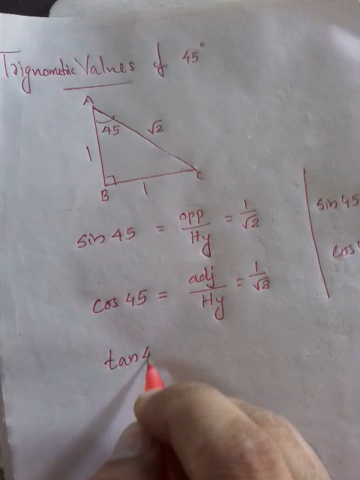 Trignometric Values of 45°
A
45
√2
1
B
1
C
sin 45 = opp/Hy = 1/√2
sin 45
cos 45 = adj/Hy = 1/√2
cos
tan 4